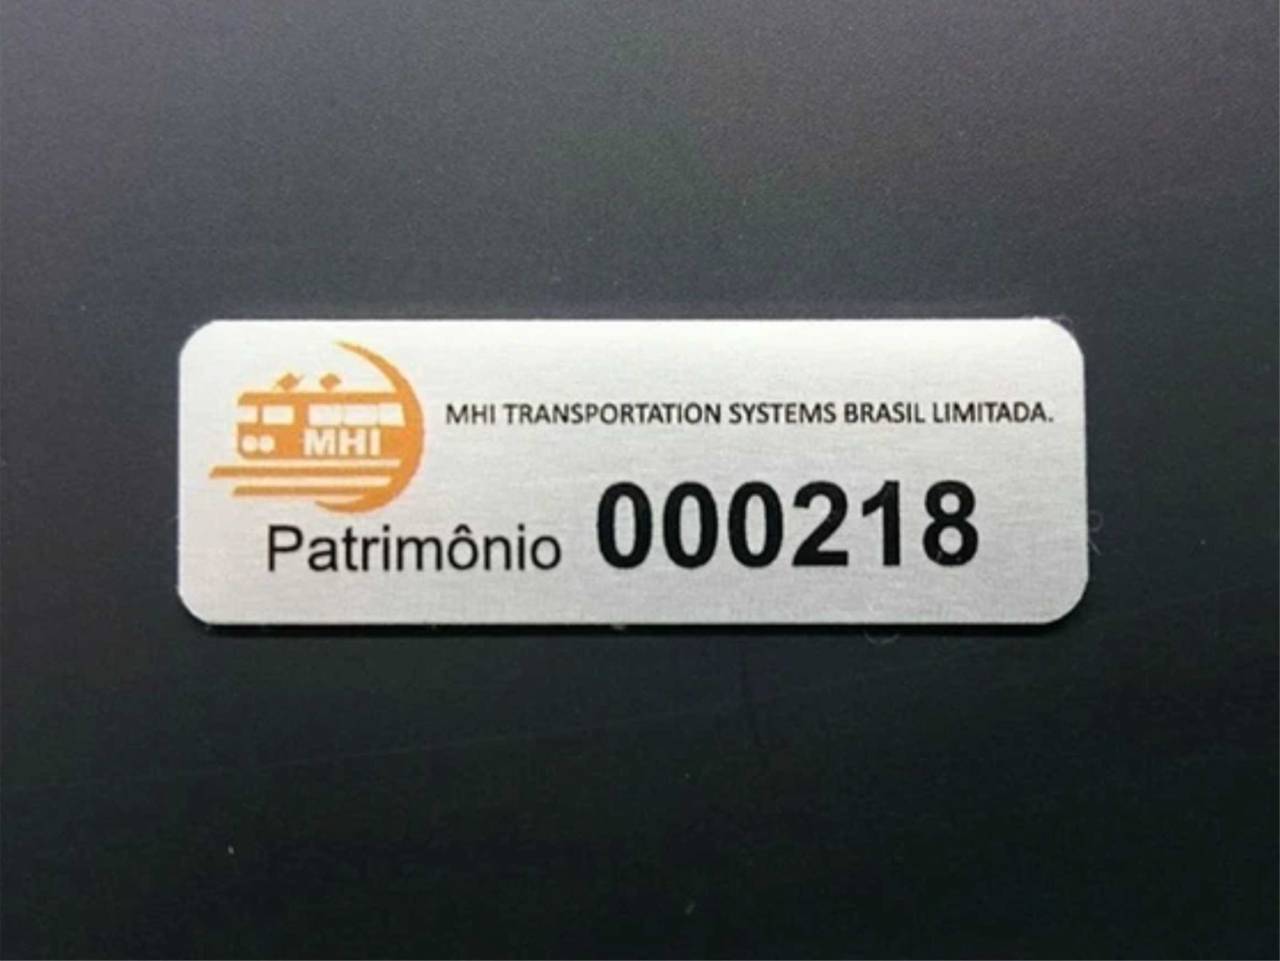 MHI
MHI TRANSPORTATION SYSTEMS BRASIL LIMITADA.
Patrimônio 000218